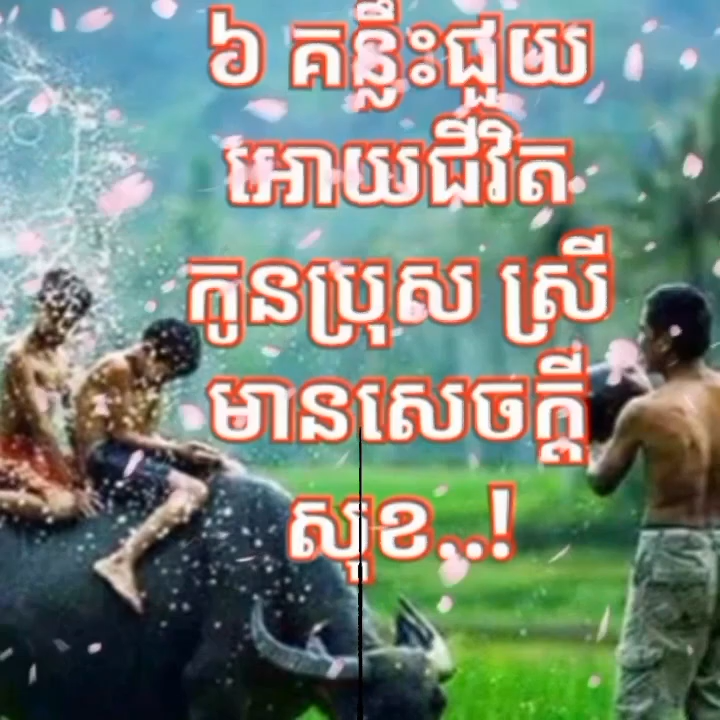 ៦ គន្លឹះជួយ
អោយជីវិត
កូនប្រុស ស្រី
មានសេចក្ដី
សុខ..!